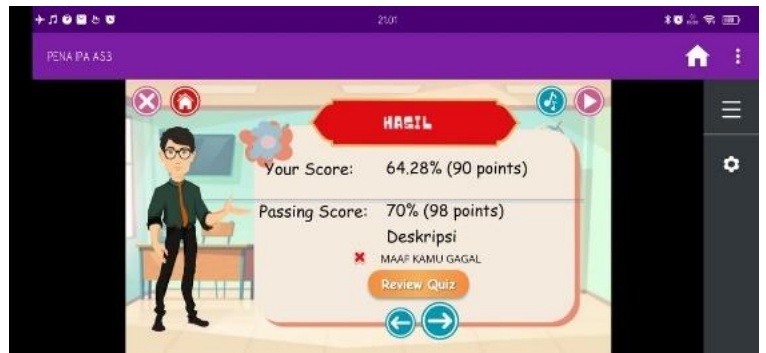 21:01
PENA IPA AS3
HASIL
Your Score: 64.28% (90 points)
Passing Score: 70% (98 points)
Deskripsi
MAAF KAMU GAGAL
Review Quiz